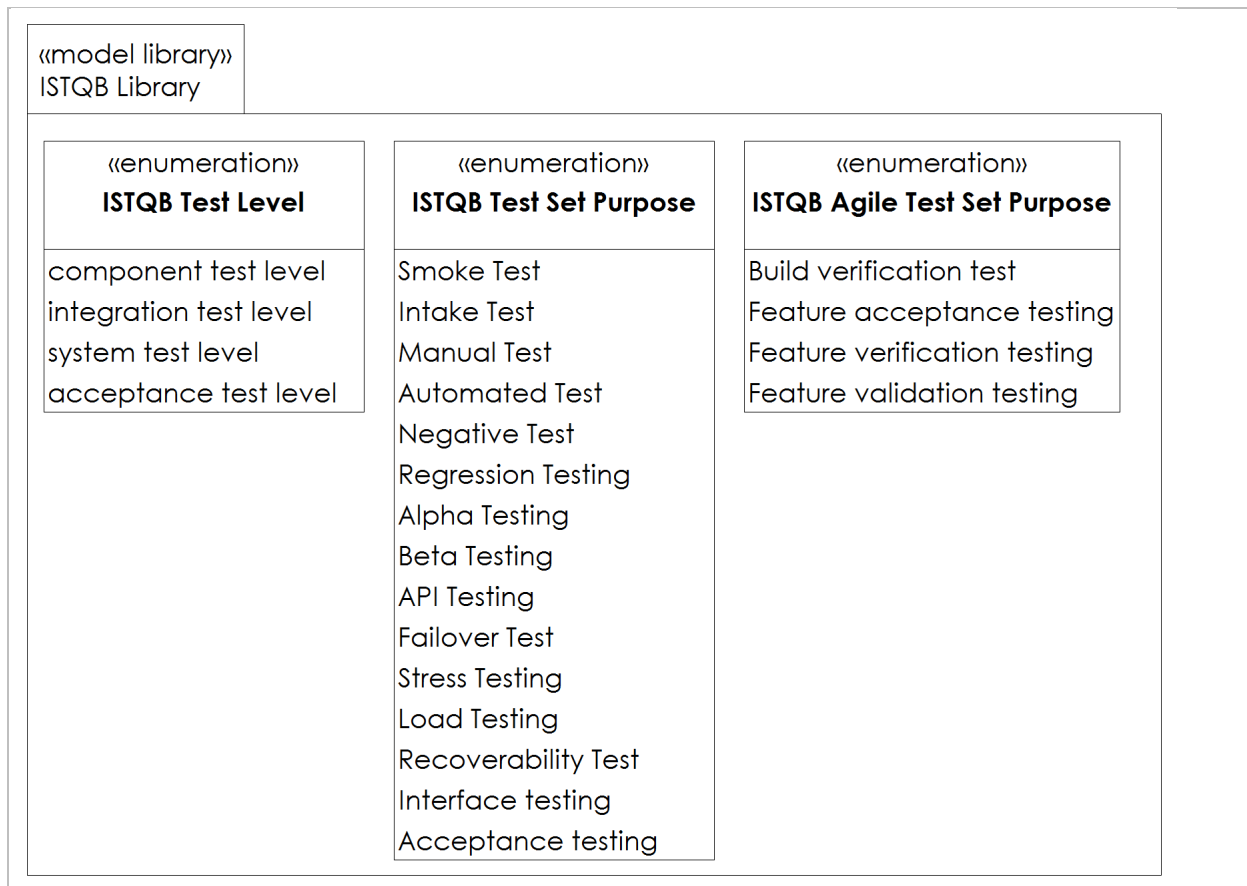 «model library»
ISTQB Library
«enumeration»
ISTQB Test Level
component test level
integration test level
system test level
acceptance test level
«enumeration»
ISTQB Test Set Purpose
Smoke Test
Intake Test
Manual Test
Automated Test
Negative Test
Regression Testing
Alpha Testing
Beta Testing
API Testing
Failover Test
Stress Testing
Load Testing
Recoverability Test
Interface testing
Acceptance testing
«enumeration»
ISTQB Agile Test Set Purpose
Build verification test
Feature acceptance testing
Feature verification testing
Feature validation testing